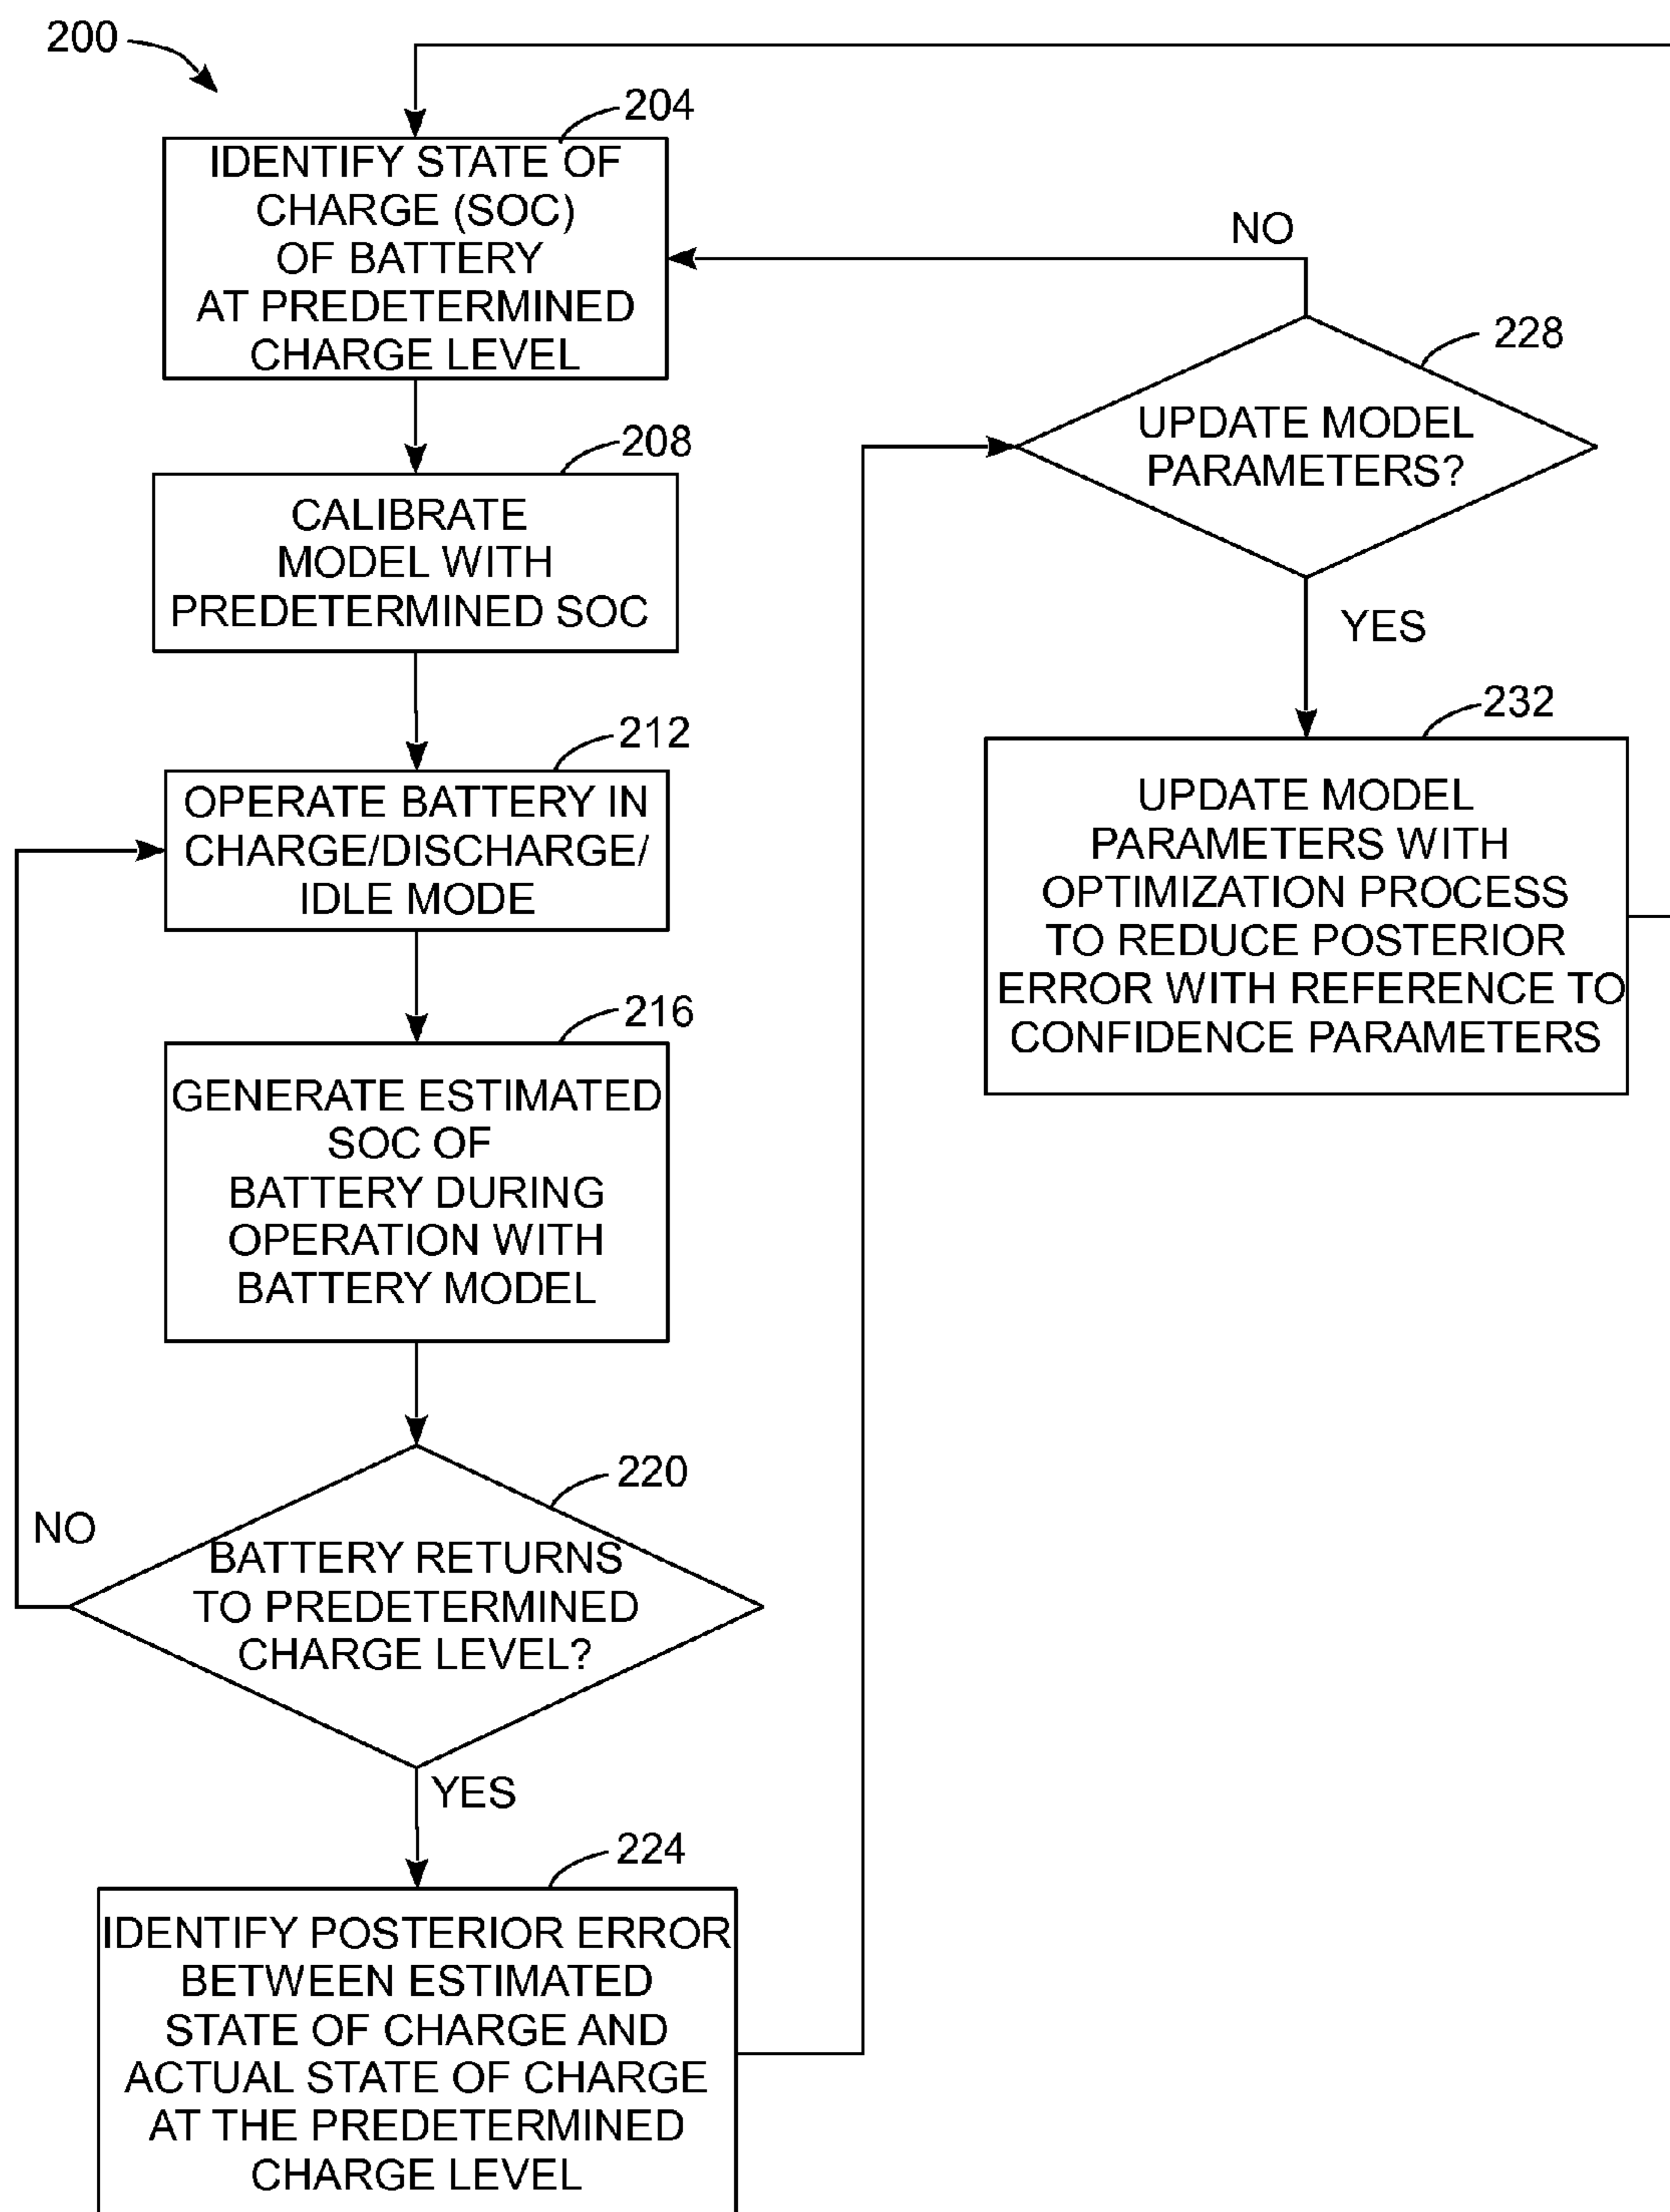 200
204
IDENTIFY STATE OF
CHARGE (SOC)
OF BATTERY
AT PREDETERMINED
CHARGE LEVEL
208
CALIBRATE
MODEL WITH
PREDETERMINED SOC
212
OPERATE BATTERY IN
CHARGE/DISCHARGE/
IDLE MODE
216
GENERATE ESTIMATED
SOC OF
BATTERY DURING
OPERATION WITH
BATTERY MODEL
220
NO
BATTERY RETURNS
TO PREDETERMINED
CHARGE LEVEL?
YES
224
IDENTIFY POSTERIOR ERROR
BETWEEN ESTIMATED
STATE OF CHARGE AND
ACTUAL STATE OF CHARGE
AT THE PREDETERMINED
CHARGE LEVEL
NO
228
UPDATE MODEL
PARAMETERS?
YES
232
UPDATE MODEL
PARAMETERS WITH
OPTIMIZATION PROCESS
TO REDUCE POSTERIOR
ERROR WITH REFERENCE TO
CONFIDENCE PARAMETERS